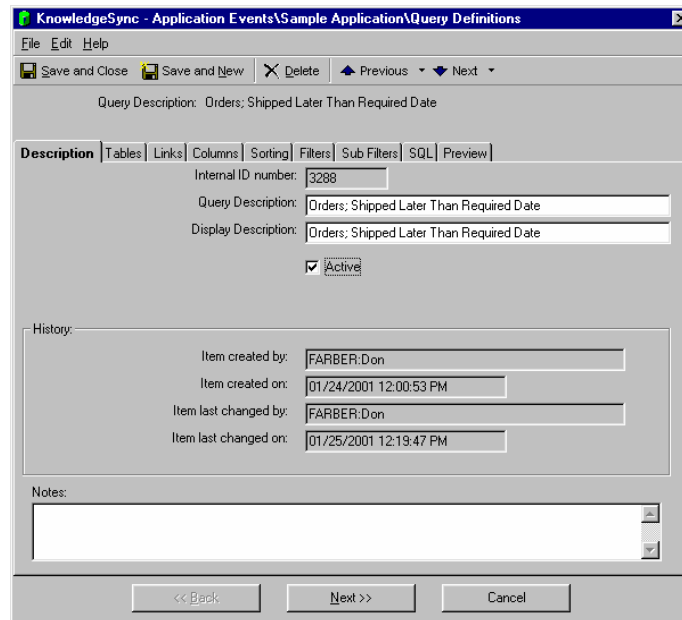 KnowledgeSync - Application Events\Sample Application\Query Definitions
File Edit Help
Save and Close Save and New Delete Previous Next
Query Description: Orders; Shipped Later Than Required Date
Description Tables Links Columns Sorting Filters Sub Filters SQL Preview
Internal ID number: 3288
Query Description: Orders; Shipped Later Than Required Date
Display Description: Orders; Shipped Later Than Required Date
Active
History:
Item created by: FARBER:Don
Item created on: 01/24/2001 12:00:53 PM
Item last changed by: FARBER:Don
Item last changed on: 01/25/2001 12:19:47 PM
Notes:
<< Back Next >> Cancel